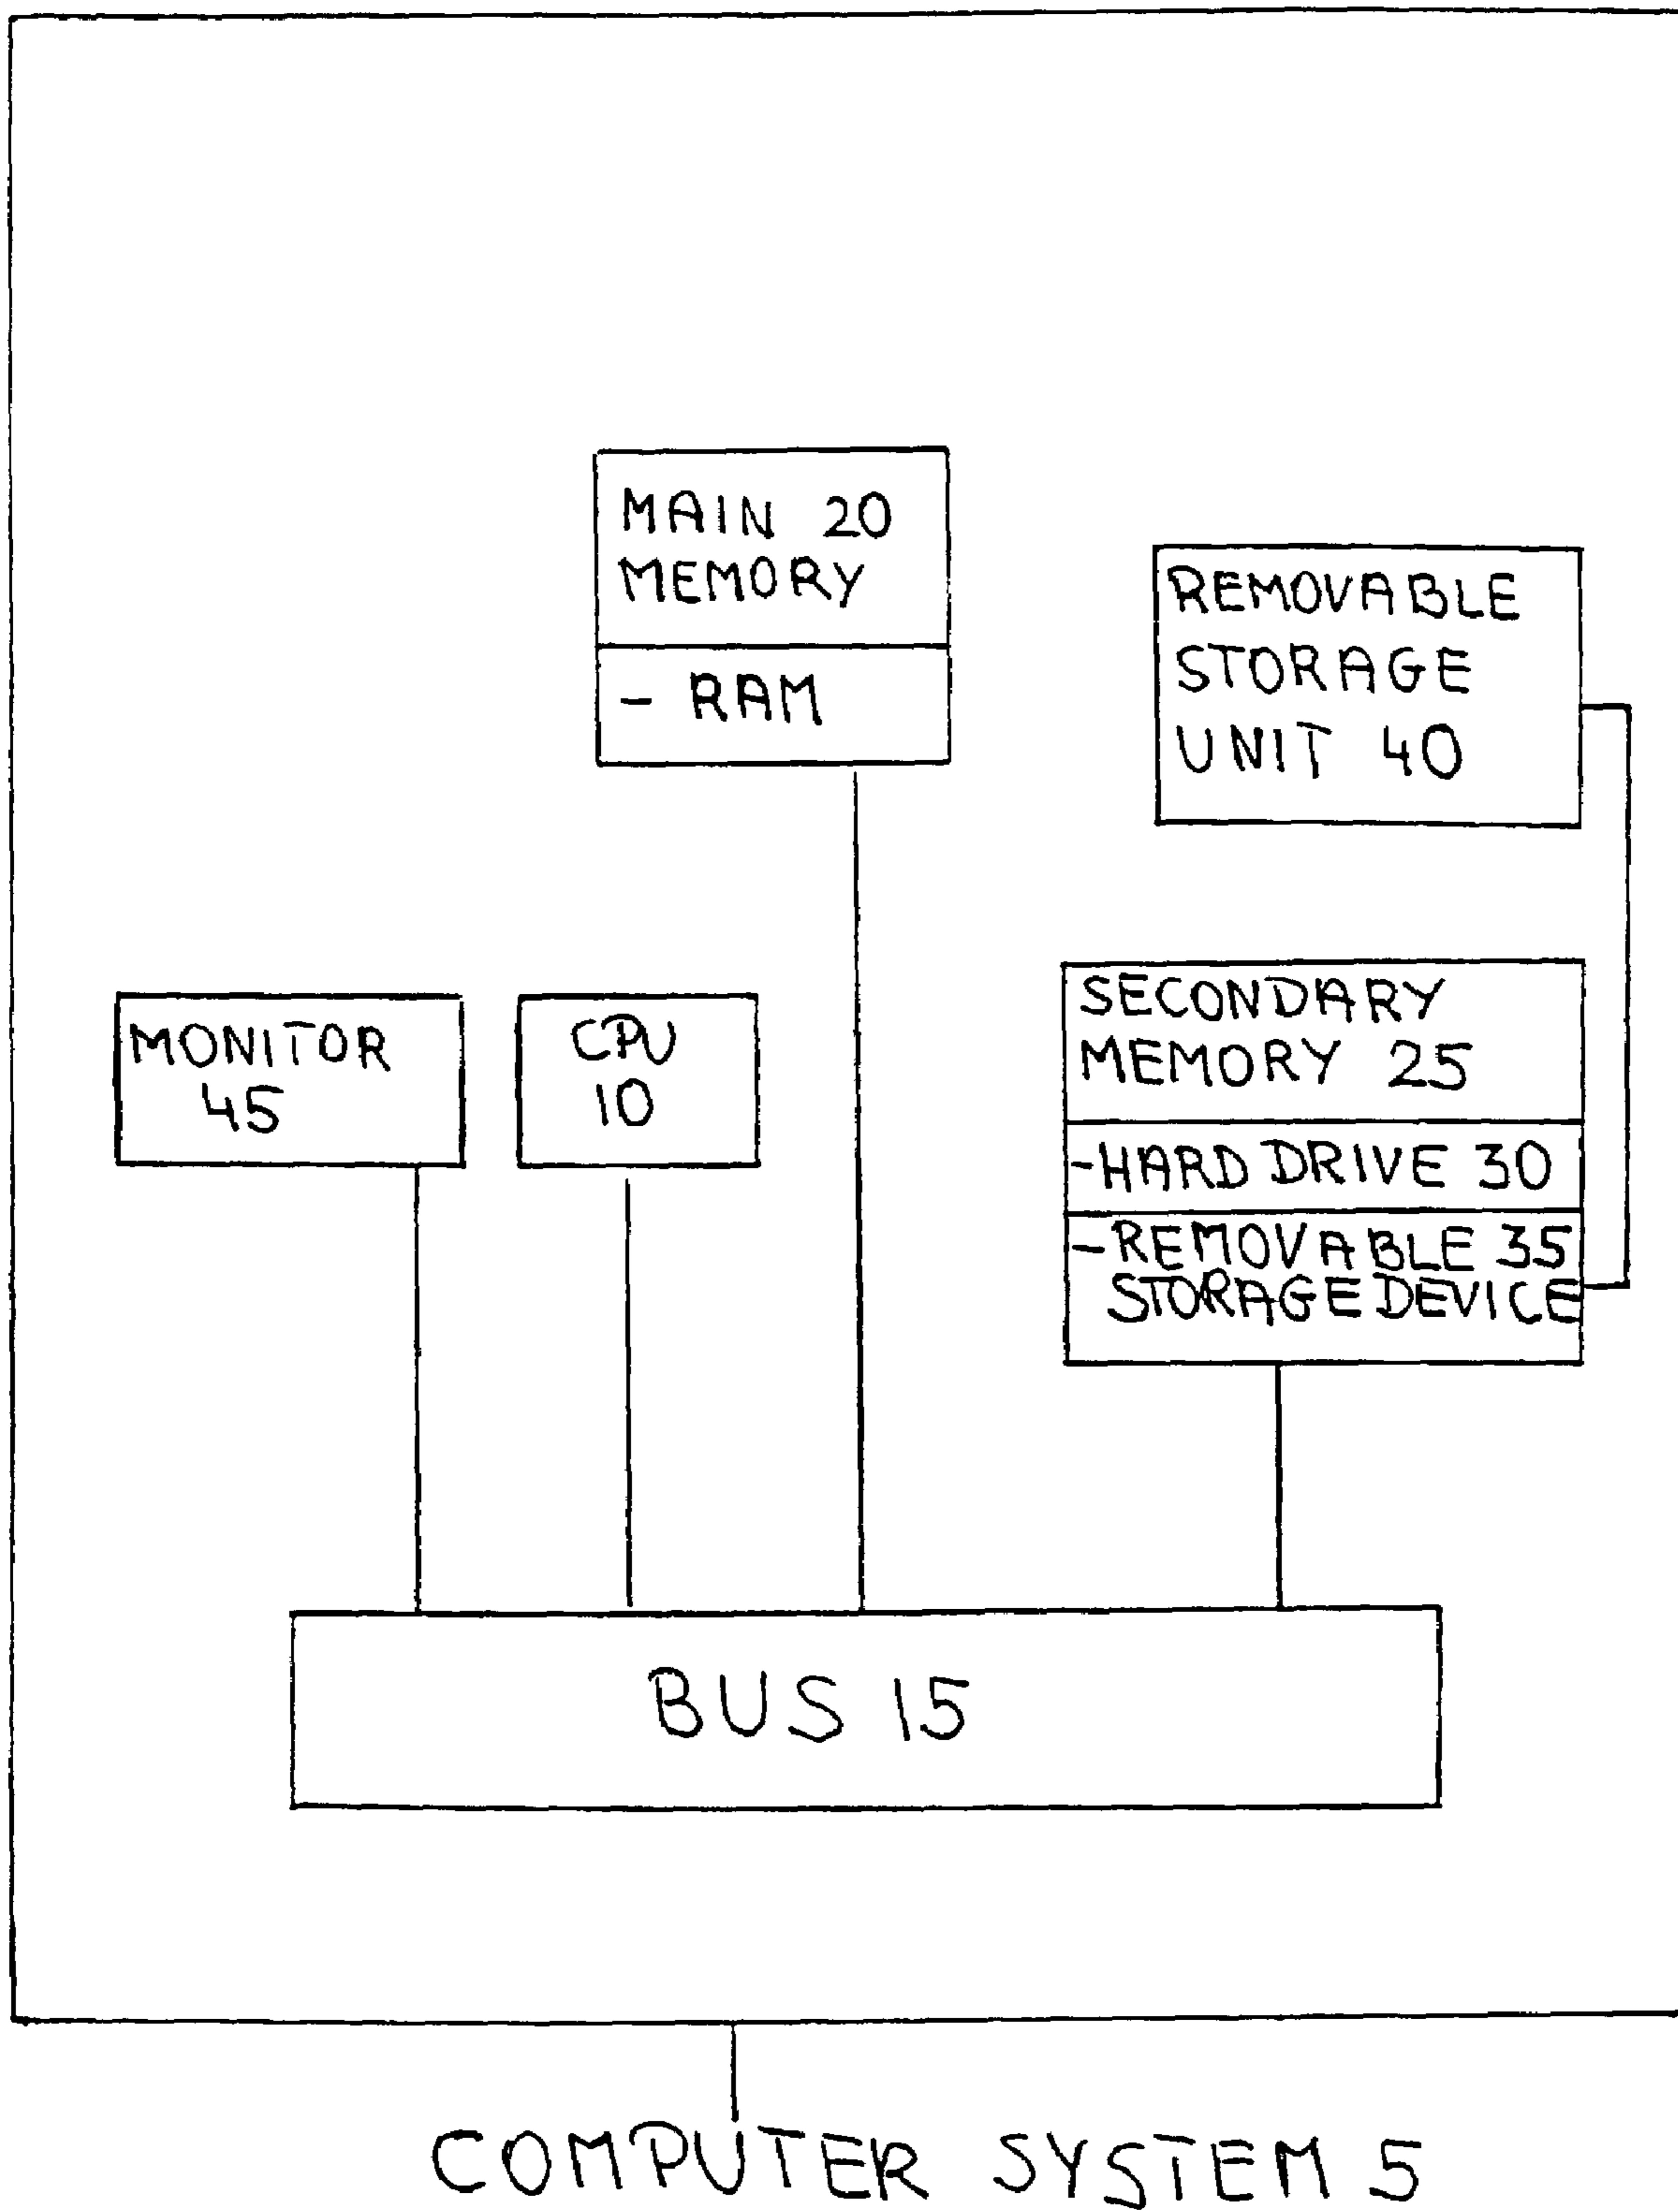 MAIN 20
MEMORY
- RAM
REMOVABLE
STORAGE
UNIT 40
MONITOR
45
CPU
10
SECONDARY
MEMORY 25
-HARD DRIVE 30
-REMOVABLE 35
STORAGE DEVICE
BUS 15
COMPUTER SYSTEM 5